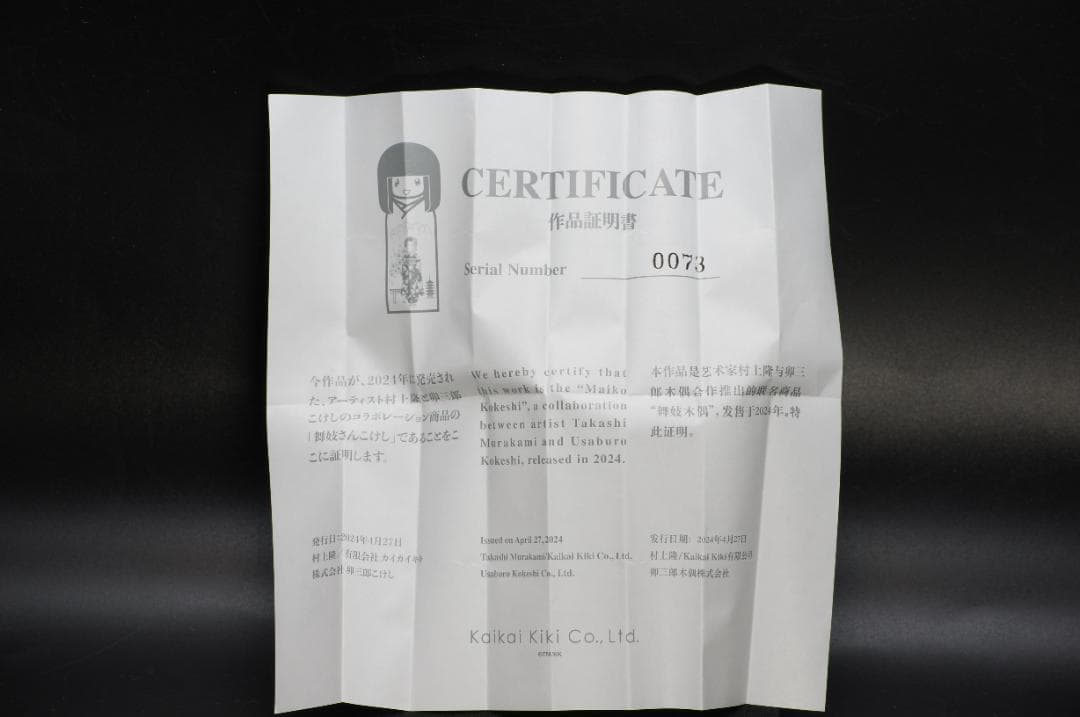 CERTIFICATE
作品証明書
Serial Number 0073
今作品が、2024年に発売され
た、アーティスト村上隆と卯三郎
こけしのコラボレーション商品の
「舞妓さんこけし」であることをこ
こに証明します。
We hereby certify that
this work is the “Maiko
Kokeshi”, a collaboration
between artist Takashi
Murakami and Usaburo
Kokeshi, released in 2024.
本作品是艺术家村上隆与卯三
郎木偶合作推出的联名商品
“舞妓木偶”，发售于2024年。特
此证明。
発行日:2024年4月27日
村上隆/有限会社 カイカイキキ
株式会社 卯三郎こけし
Issued on April 27,2024
Takashi Murakami/Kaikai Kiki Co., Ltd.
Usaburo Kokeshi Co., Ltd.
发行日期: 2024年4月27日
村上隆/Kaikai Kiki有限公司
卯三郎木偶株式会社
Kaikai Kiki Co., Ltd.